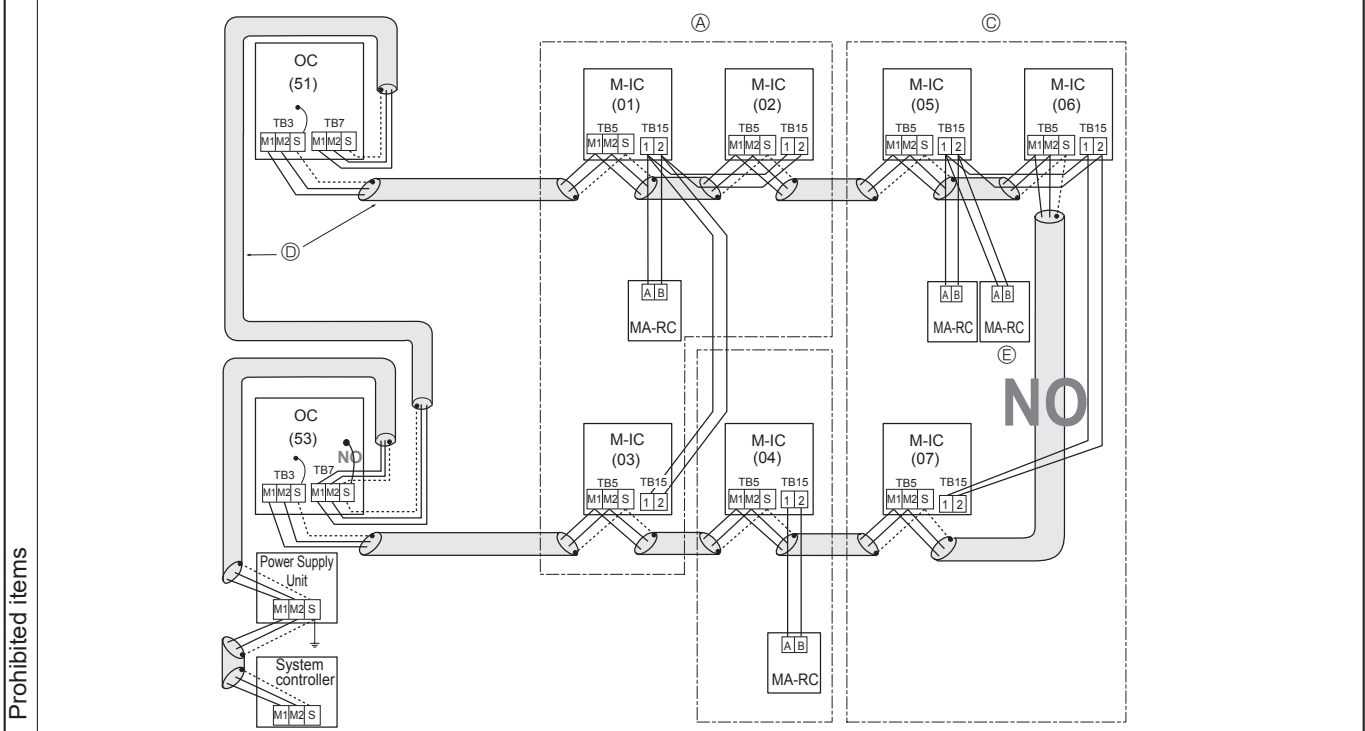 Prohibited items
Ⓐ
Ⓒ
OC
(51)
TB3 TB7
M1 M2 S M1 M2 S
M-IC
(01)
TB5 TB15
M1 M2 S 1 2
M-IC
(02)
TB5 TB15
M1 M2 S 1 2
M-IC
(05)
TB5 TB15
M1 M2 S 1 2
M-IC
(06)
TB5 TB15
M1 M2 S 1 2
Ⓓ
A B
MA-RC
A B
MA-RC
A B
MA-RC
Ⓔ
NO
OC
(53)
NO
TB3 TB7
M1 M2 S M1 M2 S
M-IC
(03)
TB5 TB15
M1 M2 S 1 2
M-IC
(04)
TB5 TB15
M1 M2 S 1 2
M-IC
(07)
TB5 TB15
M1 M2 S 1 2
Power Supply
Unit
M1 M2 S
System
controller
M1 M2 S
A B
MA-RC